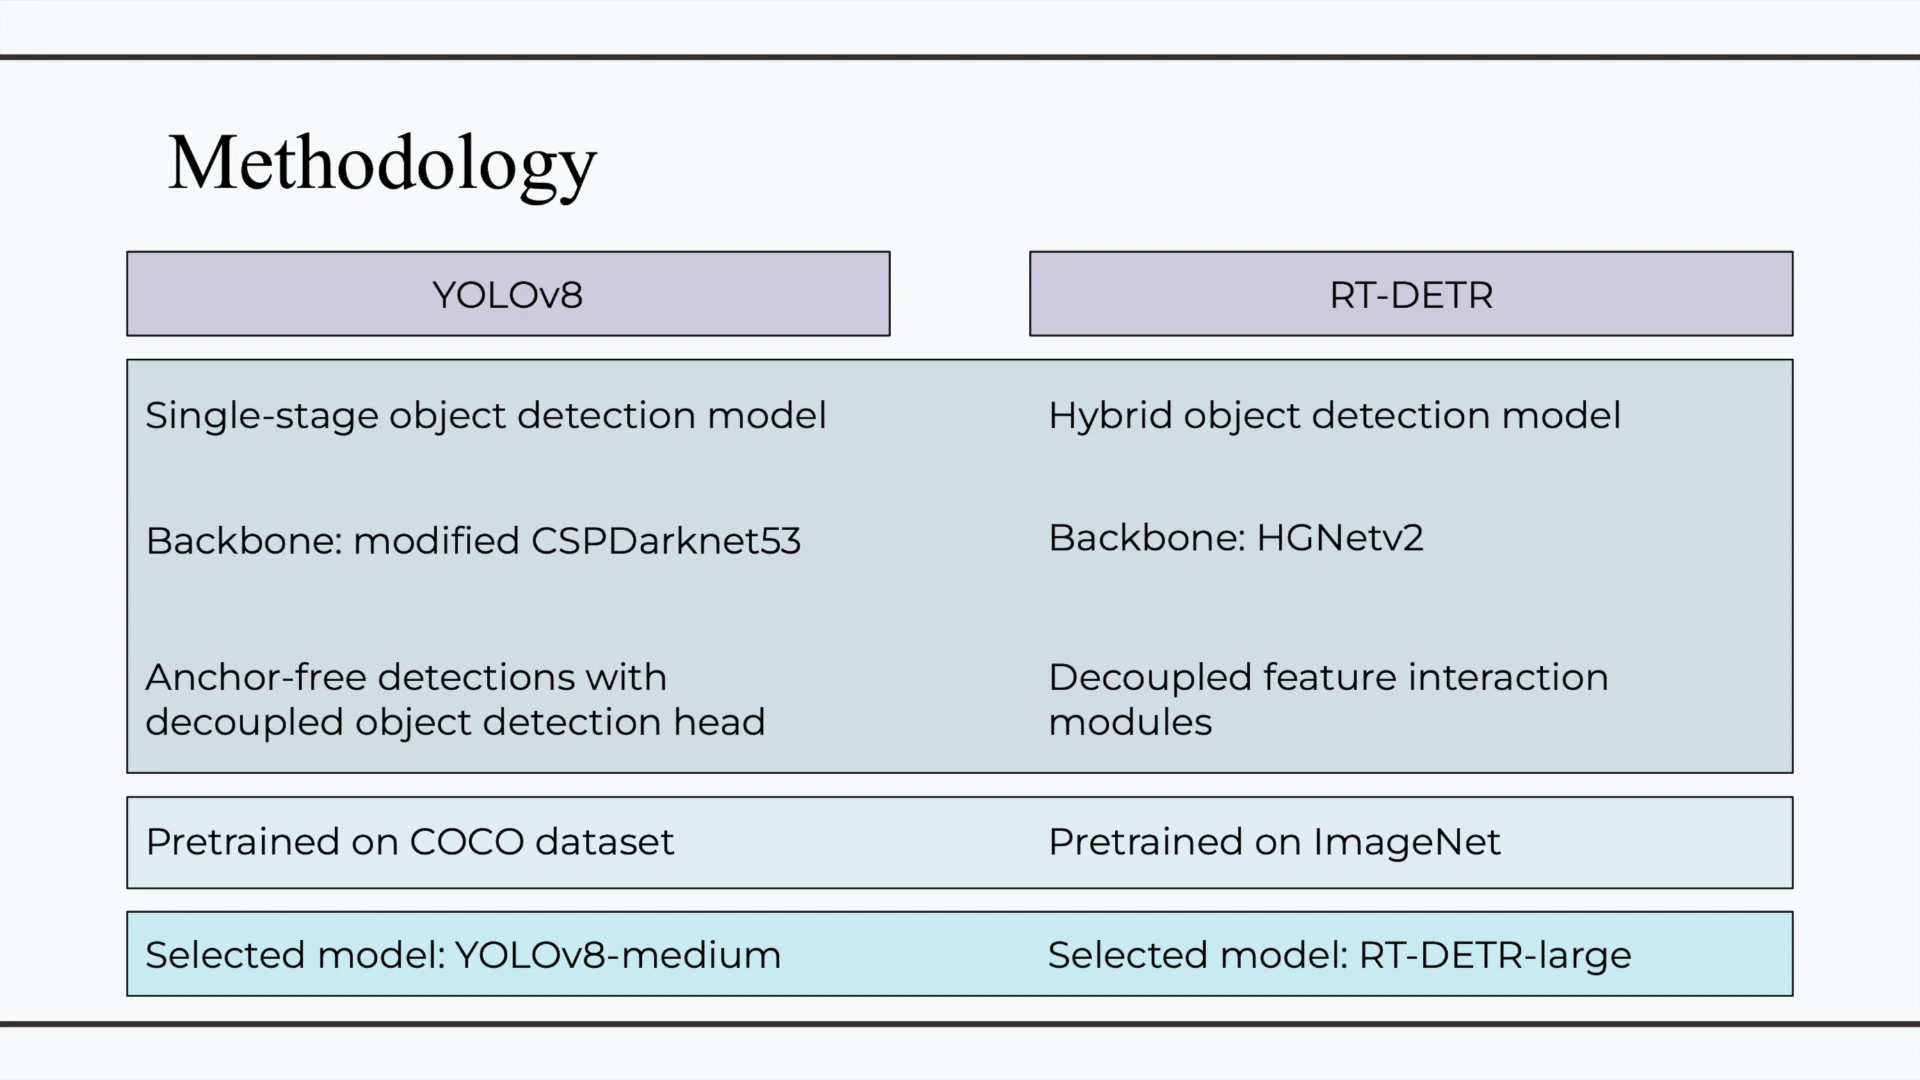 Methodology
YOLOv8
RT-DETR
Single-stage object detection model
Hybrid object detection model
Backbone: modified CSPDarknet53
Backbone: HGNetv2
Anchor-free detections with
decoupled object detection head
Decoupled feature interaction
modules
Pretrained on COCO dataset
Pretrained on ImageNet
Selected model: YOLOv8-medium
Selected model: RT-DETR-large